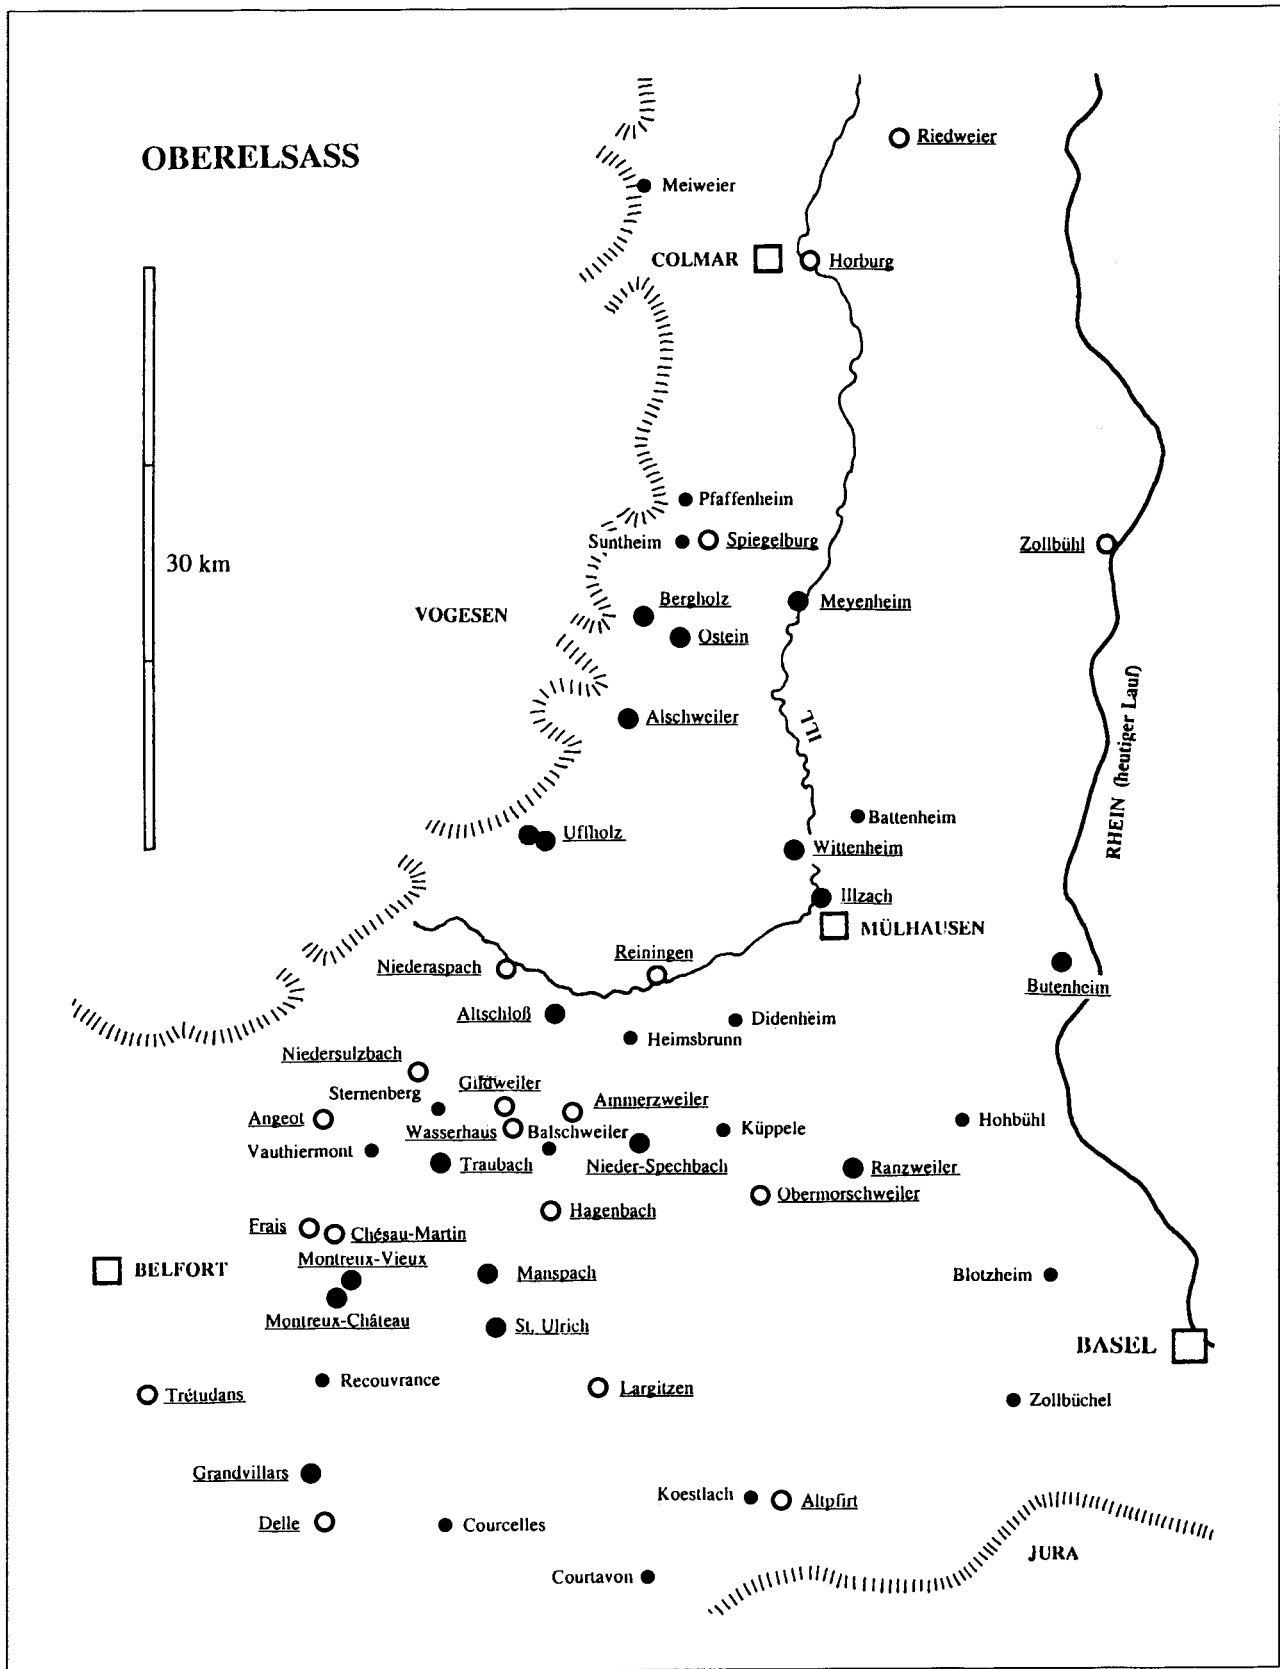 Riedweier
OBERELSASS
Meiweier
COLMAR
Horburg
Pfaffenheim
Suntheim
Spiegelburg
Zollbühl
30 km
Bergholz
Meyenheim
VOGESEN
Ostein
RHEIN (heutiger Lauf)
Alschweiler
ILL
Battenheim
Uffholz
Wittenheim
Illzach
MÜLHAUSEN
Reiningen
Niederaspach
Butenheim
Altschloß
Didenheim
Heimsbrunn
Niedersulzbach
Gildweiler
Sternenberg
Ammerzweiler
Angeot
Hohbühl
Wasserhaus
Balschweiler
Küppele
Vauthiermont
Traubach
Nieder-Spechbach
Ranzweiler
Obermorschweiler
Hagenbach
Frais
Chésau-Martin
Montreux-Vieux
BELFORT
Manspach
Blotzheim
Montreux-Château
St. Ulrich
BASEL
Recouvrance
Trétudans
Largitzen
Zollbüchel
Grandvillars
Koestlach
Altpfirt
Delle
Courcelles
JURA
Courtavon